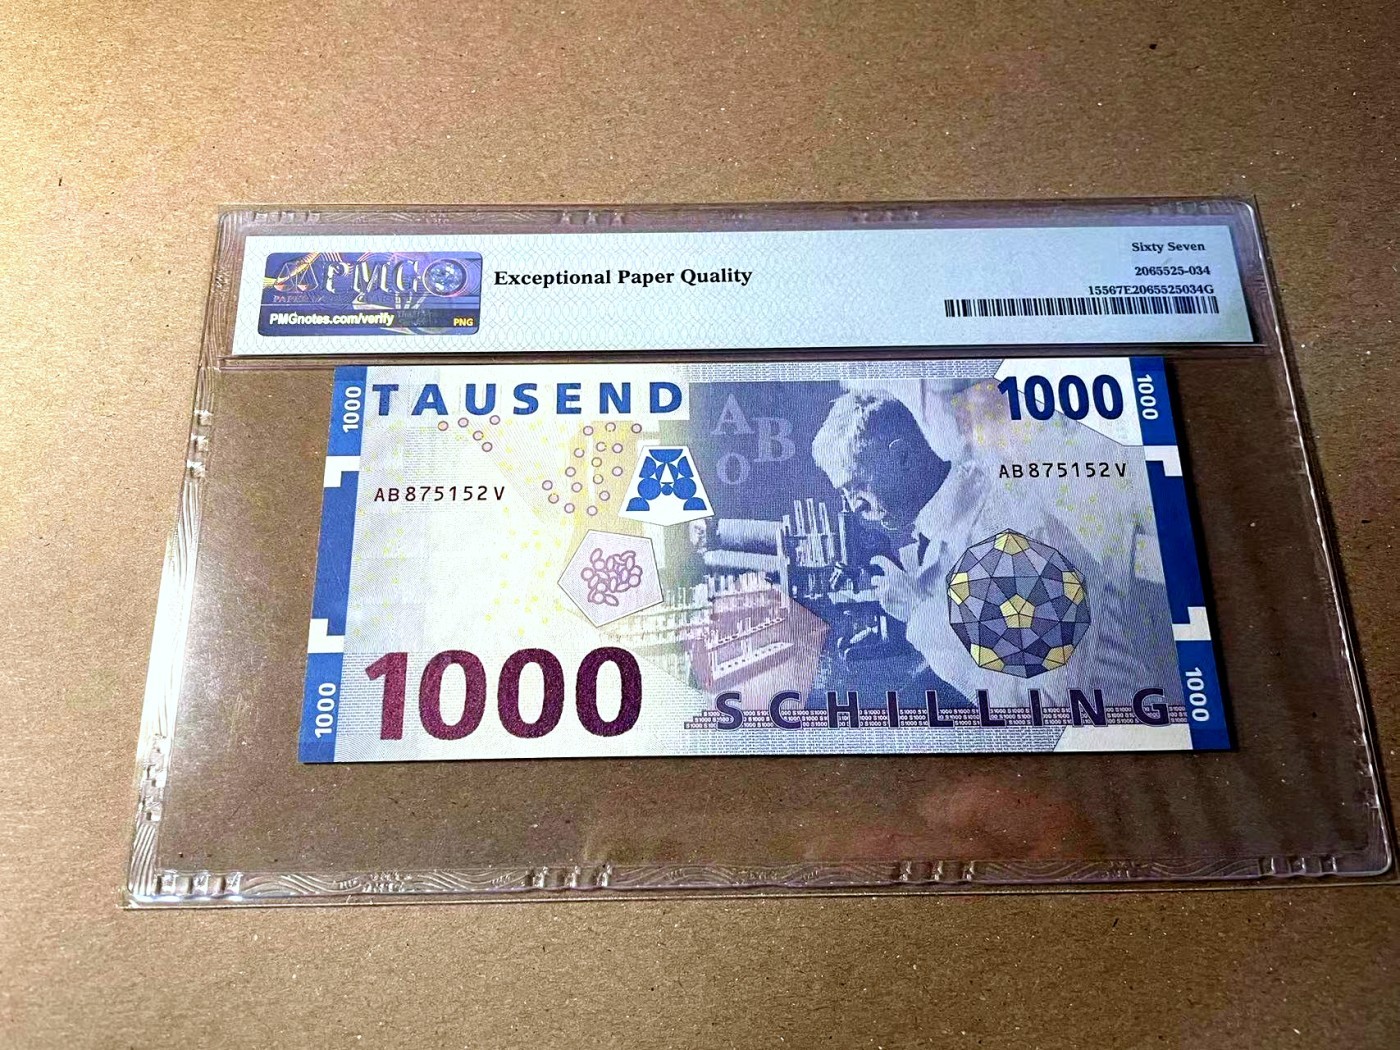 PMG
PMGnotes.com/verify
PNG
Exceptional Paper Quality
Sixty Seven
2065525-034
15567E2065525034G
1000
TAUSEND
A B
O
1000
1000
AB875152V
AB875152V
1000
1000
SCHILLING
1000